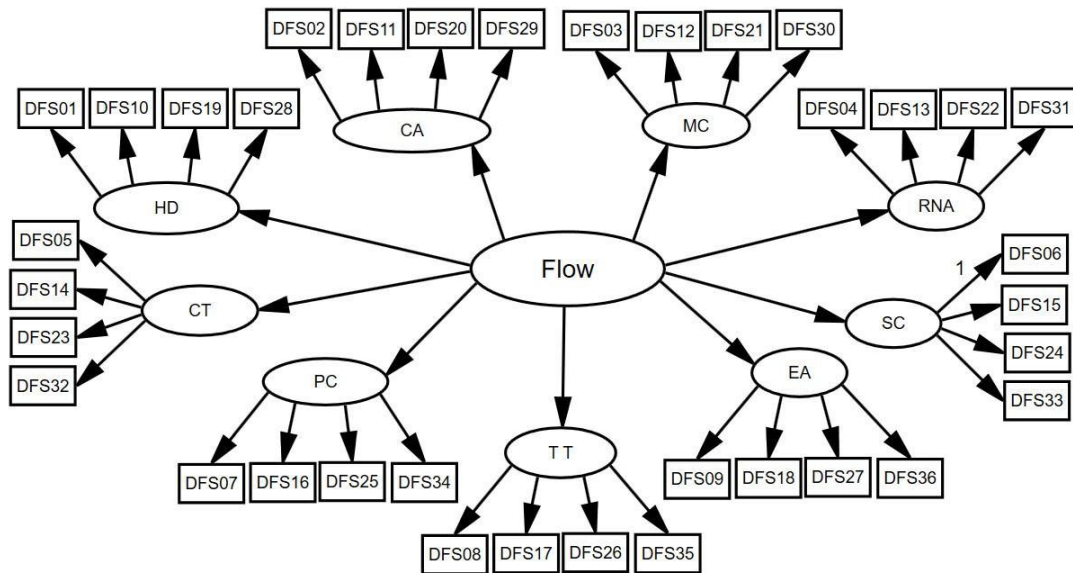 DFS02 DFS11 DFS20 DFS29
DFS03 DFS12 DFS21 DFS30
CA
MC
DFS01 DFS10 DFS19 DFS28
DFS04 DFS13 DFS22 DFS31
HD
RNA
Flow
DFS05
DFS14
DFS23
DFS32
CT
1
DFS06
DFS15
DFS24
DFS33
SC
PC
EA
DFS07 DFS16 DFS25 DFS34
T T
DFS09 DFS18 DFS27 DFS36
DFS08 DFS17 DFS26 DFS35